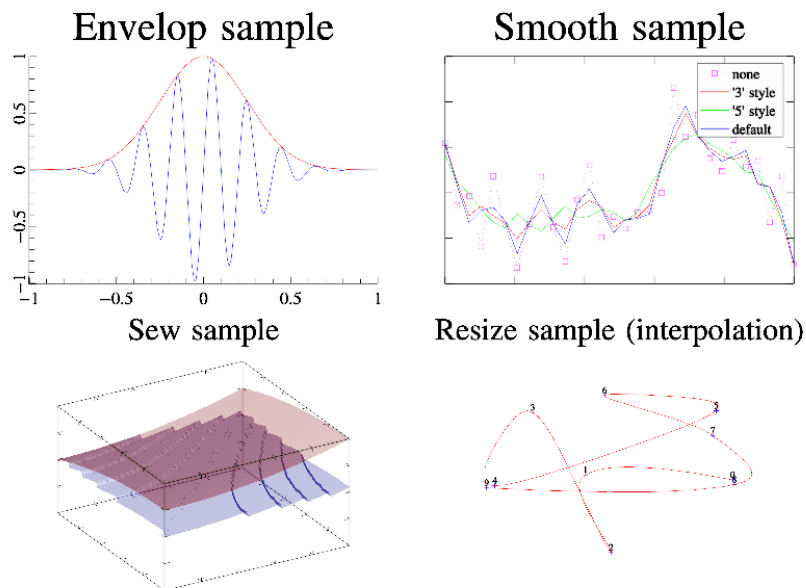 Envelop sample
Smooth sample
1
0.5
0
−0.5
−1
−1
−0.5
0
0.5
1
none
'3' style
'5' style
default
Sew sample
Resize sample (interpolation)
6
3
5
7
1
0
8
9
4
2